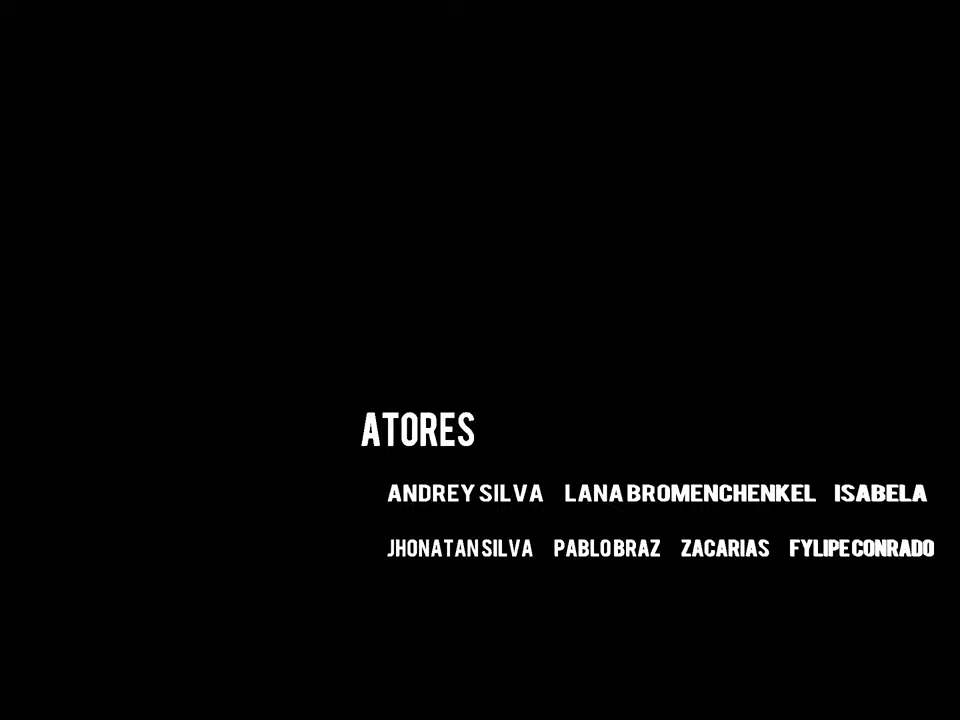 ATORES
ANDREY SILVA LANA BROMENCHENKEL ISABELA
JHONATAN SILVA PABLO BRAZ ZACARIAS FYLIPE CONRADO